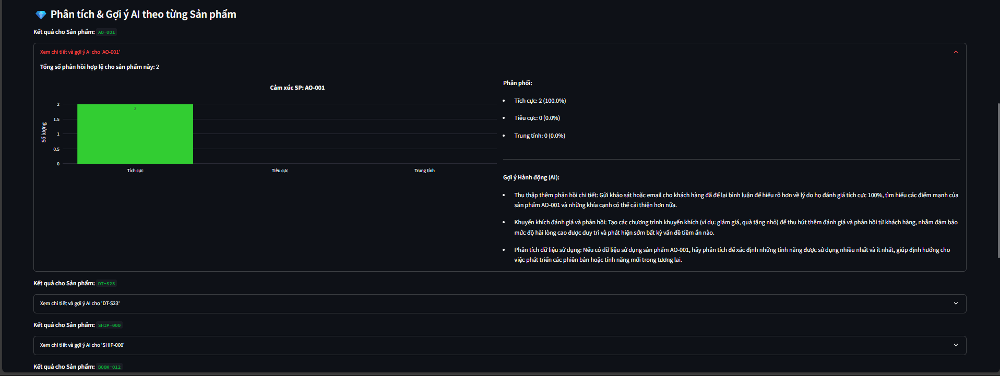 Phân tích & Gợi ý AI theo từng Sản phẩm
Kết quả cho Sản phẩm: AO-001
Xem chi tiết và gợi ý AI cho 'AO-001'
Tổng số phản hồi hợp lệ cho sản phẩm này: 2
Cảm xúc SP: AO-001
Số lượng
2
1.5
1
0.5
0
2
Tích cực
Tiêu cực
Trung tính
Phân phối:
Tích cực: 2 (100.0%)
Tiêu cực: 0 (0.0%)
Trung tính: 0 (0.0%)
Gợi ý Hành động (AI):
Thu thập thêm phản hồi chi tiết: Gửi khảo sát hoặc email cho khách hàng đã để lại bình luận để hiểu rõ hơn về lý do họ đánh giá tích cực 100%, tìm hiểu các điểm mạnh của
sản phẩm AO-001 và những khía cạnh có thể cải thiện hơn nữa.
Khuyến khích đánh giá và phản hồi: Tạo các chương trình khuyến khích (ví dụ: giảm giá, quà tặng nhỏ) để thu hút thêm đánh giá và phản hồi từ khách hàng, nhằm đảm bảo
mức độ hài lòng cao được duy trì và phát hiện sớm bất kỳ vấn đề tiềm ẩn nào.
Phân tích dữ liệu sử dụng: Nếu có dữ liệu sử dụng sản phẩm AO-001, hãy phân tích để xác định những tính năng được sử dụng nhiều nhất và ít nhất, giúp định hướng cho
việc phát triển các phiên bản hoặc tính năng mới trong tương lai.
Kết quả cho Sản phẩm: DT-S23
Xem chi tiết và gợi ý AI cho 'DT-S23'
Kết quả cho Sản phẩm: SHIP-000
Xem chi tiết và gợi ý AI cho 'SHIP-000'
Kết quả cho Sản phẩm: BOOK-012